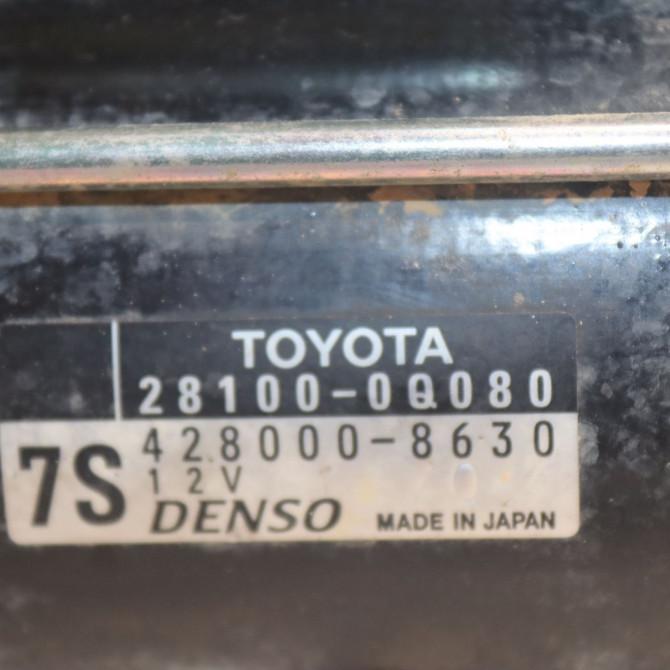 TOYOTA
28100-0Q080
7S
428000-8630
12V
DENSO MADE IN JAPAN